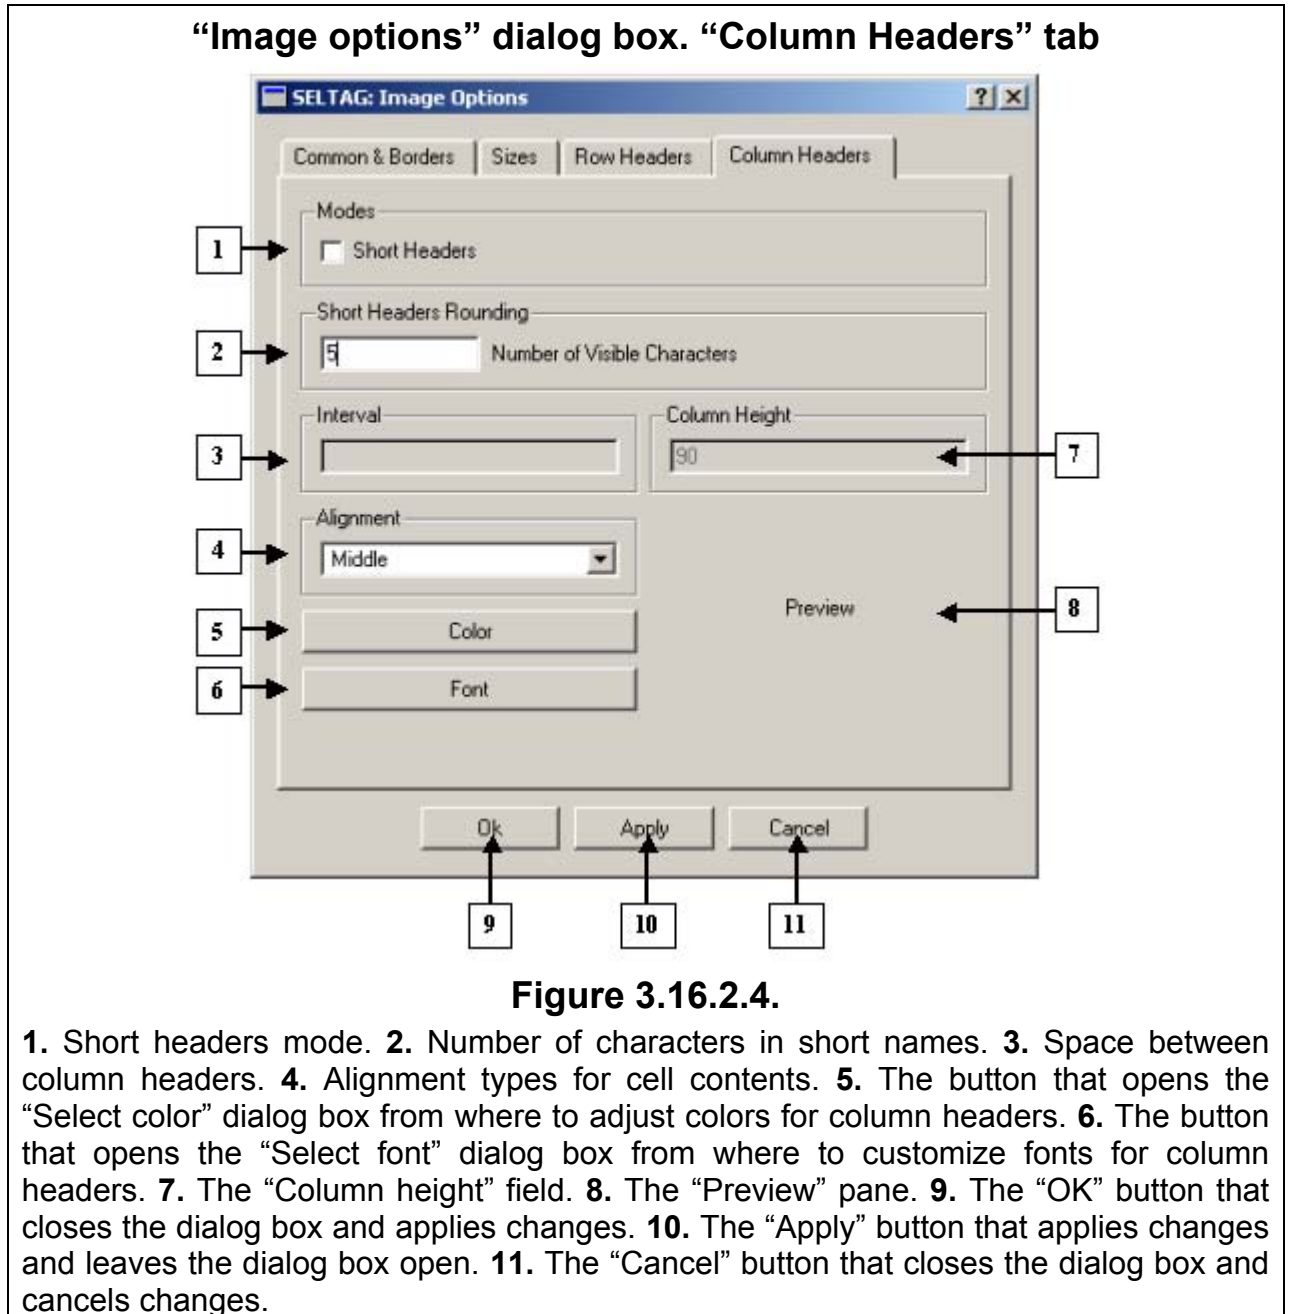 “Image options” dialog box. “Column Headers” tab
SELTAG: Image Options
Common & Borders
Sizes
Row Headers
Column Headers
Modes
1
Short Headers
Short Headers Rounding
2
5
Number of Visible Characters
Interval
Column Height
3
90
7
Alignment
4
Middle
Preview
8
5
Color
6
Font
Ok
Apply
Cancel
9
10
11
Figure 3.16.2.4.
1. Short headers mode. 2. Number of characters in short names. 3. Space between
column headers. 4. Alignment types for cell contents. 5. The button that opens the
“Select color” dialog box from where to adjust colors for column headers. 6. The button
that opens the “Select font” dialog box from where to customize fonts for column
headers. 7. The “Column height” field. 8. The “Preview” pane. 9. The “OK” button that
closes the dialog box and applies changes. 10. The “Apply” button that applies changes
and leaves the dialog box open. 11. The “Cancel” button that closes the dialog box and
cancels changes.